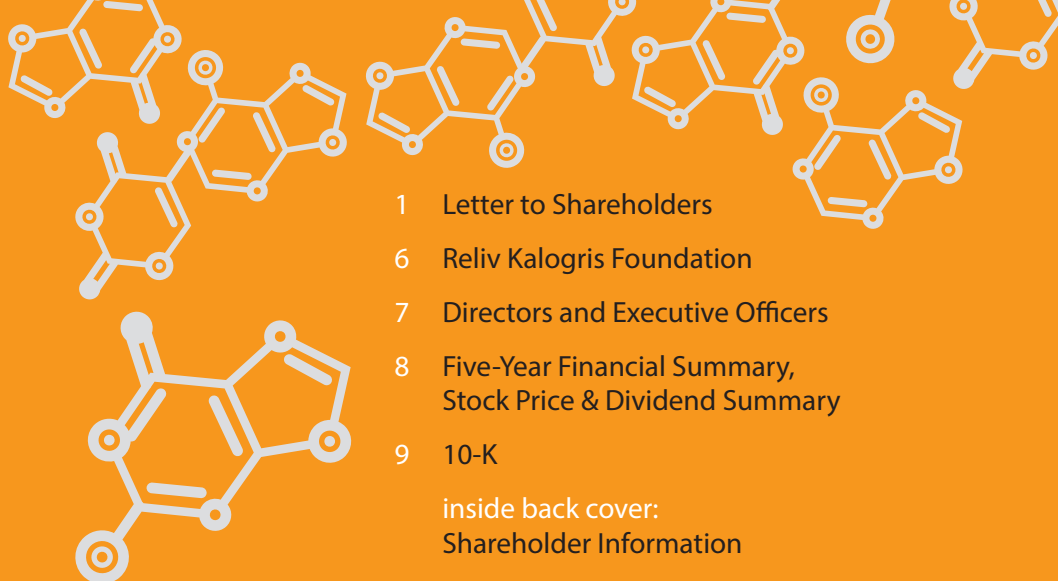 1 Letter to Shareholders
6 Reliv Kalogris Foundation
7 Directors and Executive Officers
8 Five-Year Financial Summary,
Stock Price & Dividend Summary
9 10-K
inside back cover:
Shareholder Information